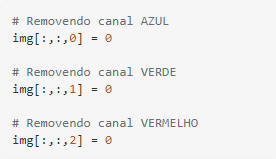 # Removendo canal AZUL
img[:,:,0] = 0
# Removendo canal VERDE
img[:,:,1] = 0
# Removendo canal VERMELHO
img[:,:,2] = 0